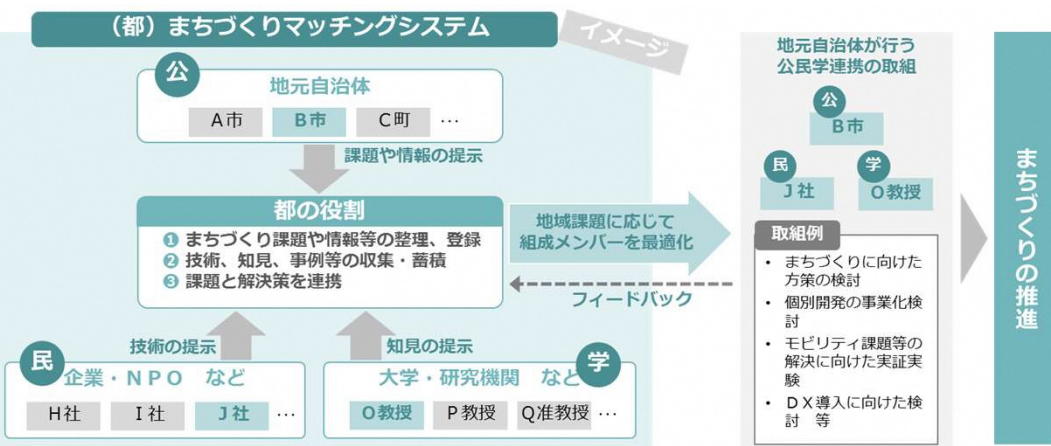 （都）まちづくりマッチングシステム
イメージ
公
地元自治体
A市
B市
C町
…
課題や情報の提示
都の役割
❶ まちづくり課題や情報等の整理、登録
❷ 技術、知見、事例等の収集・蓄積
❸ 課題と解決策を連携
技術の提示
知見の提示
民
企業・NPO など
H社
I社
J社
…
学
大学・研究機関 など
O教授
P教授
Q准教授
…
地域課題に応じて
組成メンバーを最適化
フィードバック
地元自治体が行う
公民学連携の取組
公
B市
民
J社
学
O教授
取組例
・ まちづくりに向けた
方策の検討
・ 個別開発の事業化検
討
・ モビリティ課題等の
解決に向けた実証実
験
・ DX導入に向けた検
討 等
まちづくりの推進